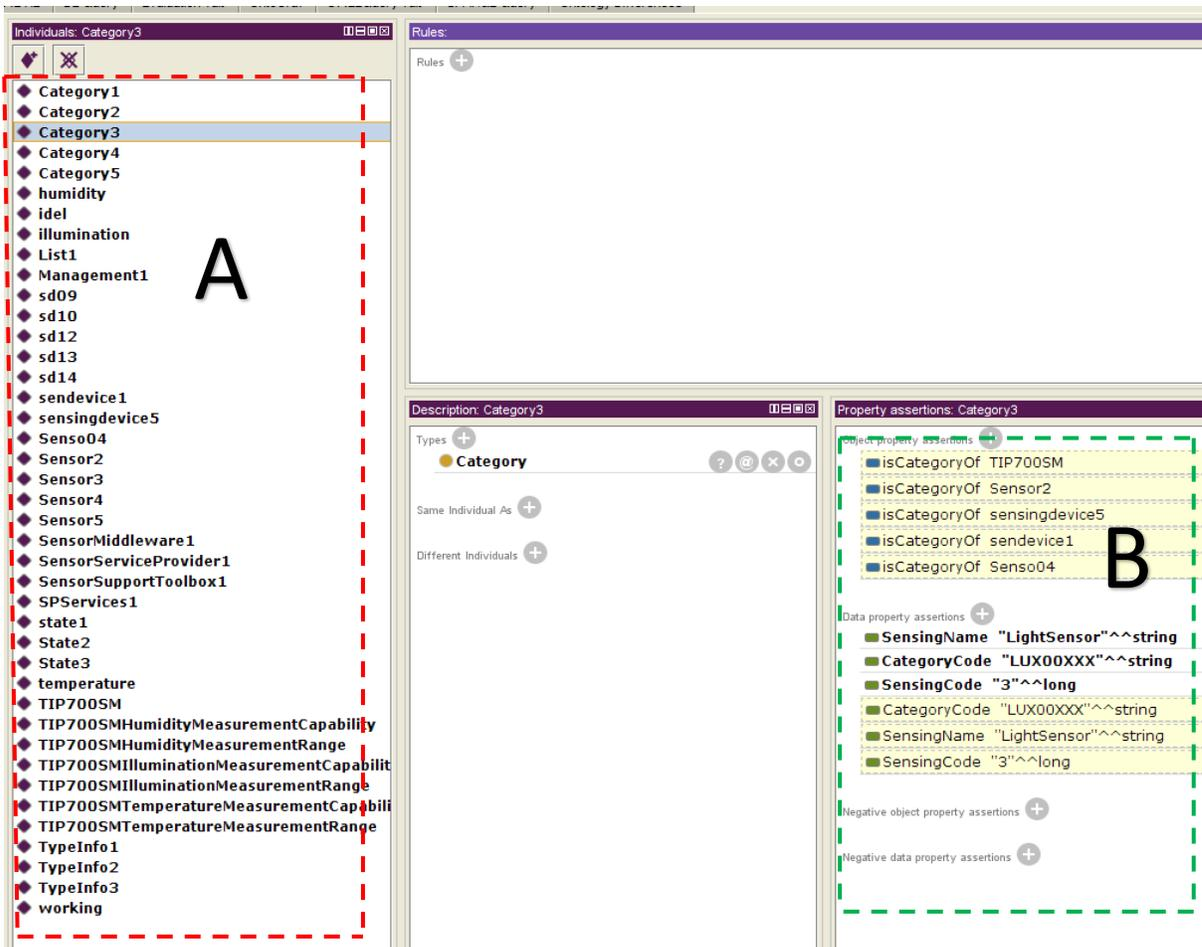 Individuals: Category3
Category1
Category2
Category3
Category4
Category5
humidity
idel
illumination
List1
Management1
sd09
sd10
sd12
sd13
sd14
sendevice1
sensingdevice5
Senso04
Sensor2
Sensor3
Sensor4
Sensor5
SensorMiddleware1
SensorServiceProvider1
SensorSupportToolbox1
SPServices1
state1
State2
State3
temperature
TIP700SM
TIP700SMHumidityMeasurementCapability
TIP700SMHumidityMeasurementRange
TIP700SMIlluminationMeasurementCapabilit
TIP700SMIlluminationMeasurementRange
TIP700SMTemperatureMeasurementCapabili
TIP700SMTemperatureMeasurementRange
TypeInfo1
TypeInfo2
TypeInfo3
working
A
Rules:
Rules
Description: Category3
Types
Category
? @ X O
Same Individual As
Different Individuals
Property assertions: Category3
Object property assertions
isCategoryOf TIP700SM
isCategoryOf Sensor2
isCategoryOf sensingdevice5
isCategoryOf sendevice1
isCategoryOf Senso04
B
Data property assertions
SensingName "LightSensor"^^string
CategoryCode "LUX00XXX"^^string
SensingCode "3"^^long
CategoryCode "LUX00XXX"^^string
SensingName "LightSensor"^^string
SensingCode "3"^^long
Negative object property assertions
Negative data property assertions